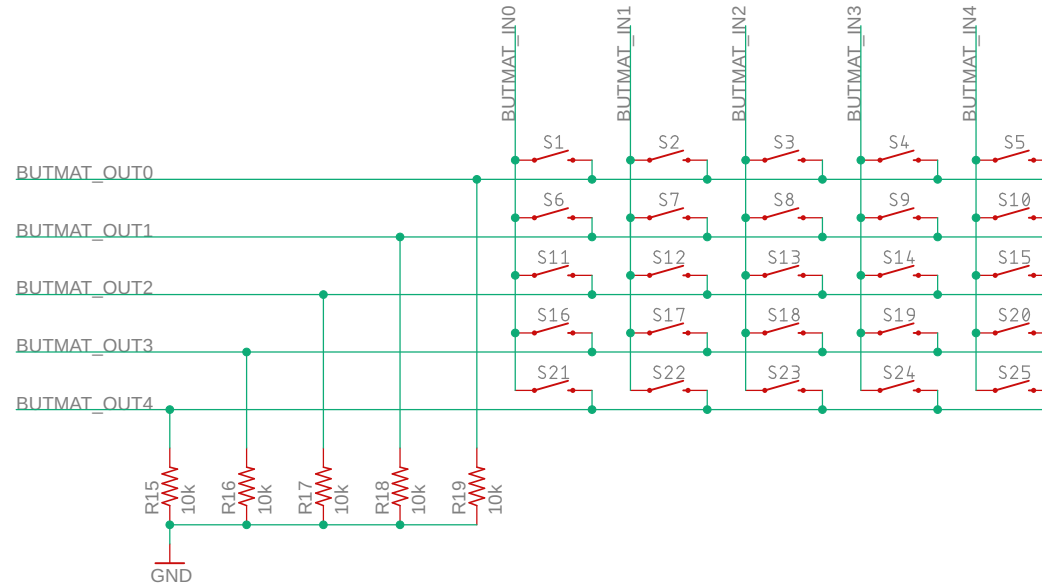 BUTMAT_IN0
BUTMAT_IN1
BUTMAT_IN2
BUTMAT_IN3
BUTMAT_IN4
S1 S2 S3 S4 S5
BUTMAT_OUT0
S6 S7 S8 S9 S10
BUTMAT_OUT1
S11 S12 S13 S14 S15
BUTMAT_OUT2
S16 S17 S18 S19 S20
BUTMAT_OUT3
S21 S22 S23 S24 S25
BUTMAT_OUT4
R15
10k
R16
10k
R17
10k
R18
10k
R19
10k
GND